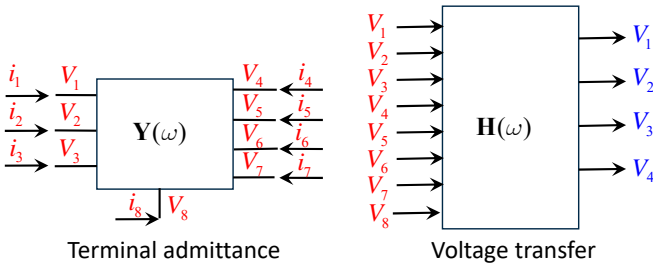 i1 V1 V4 i4
i2 V2 V5 i5
i3 V3 V6 i6
V7 i7
Y(ω)
i8 V8
Terminal admittance
V1
V2
V3
V4
V5
V6
V7
V8
H(ω)
V1
V2
V3
V4
Voltage transfer